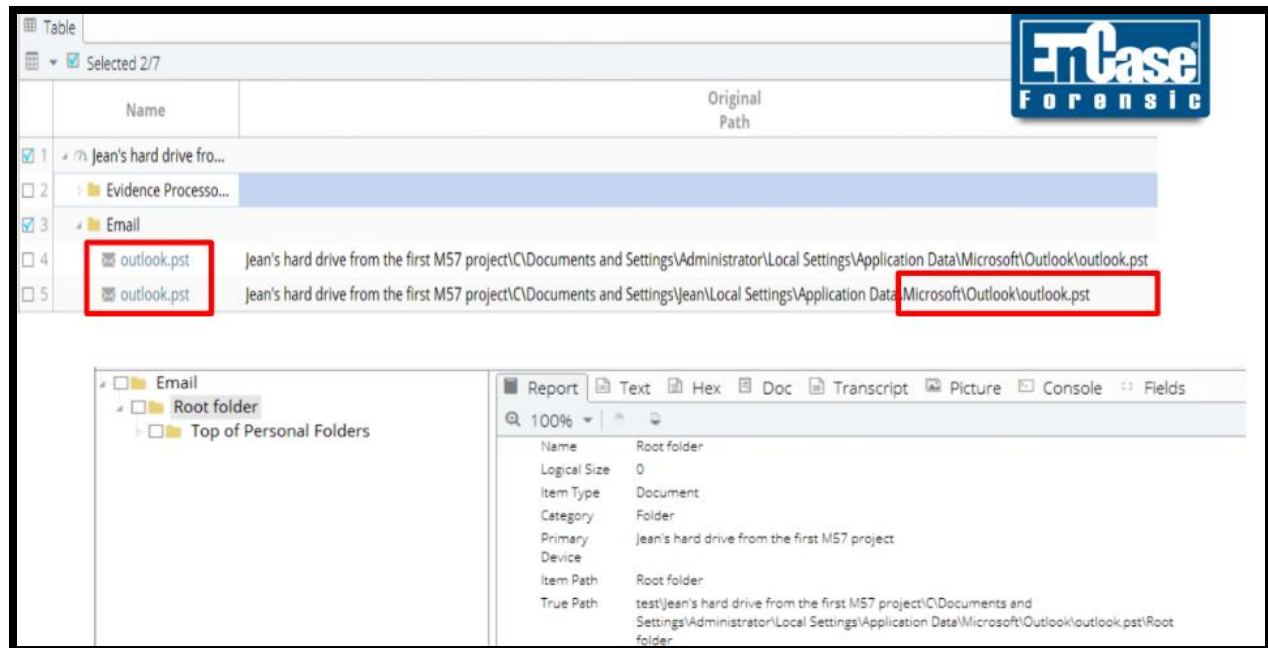 Table
Selected 2/7
EnCase
Forensic
Name
Original
Path
1 Jean's hard drive fro...
2 Evidence Processo...
3 Email
4 outlook.pst Jean's hard drive from the first M57 project\C\Documents and Settings\Administrator\Local Settings\Application Data\Microsoft\Outlook\outlook.pst
5 outlook.pst Jean's hard drive from the first M57 project\C\Documents and Settings\Jean\Local Settings\Application Data\Microsoft\Outlook\outlook.pst
Email
Root folder
Top of Personal Folders
Report Text Hex Doc Transcript Picture Console Fields
100%
Name Root folder
Logical Size 0
Item Type Document
Category Folder
Primary Jean's hard drive from the first M57 project
Device
Item Path Root folder
True Path test\Jean's hard drive from the first M57 project\C\Documents and
Settings\Administrator\Local Settings\Application Data\Microsoft\Outlook\outlook.pst\Root
folder